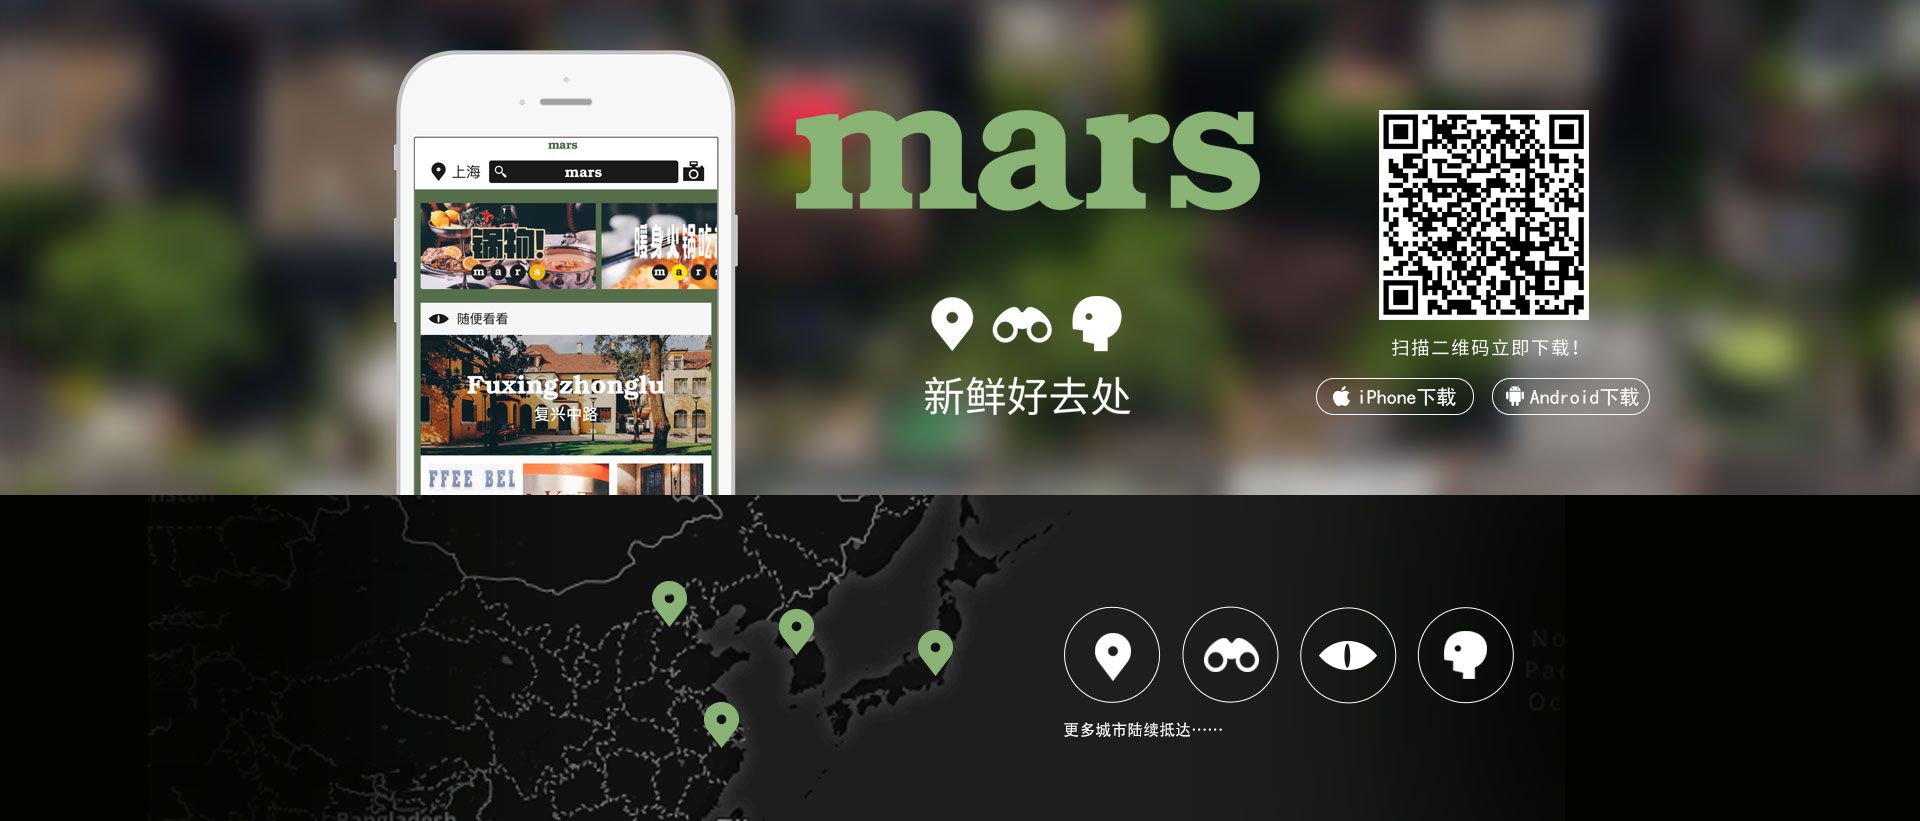 mars
上海
mars
锅物!
mars
暖身火锅吃
mars
随便看看
Fuxingzhonglu
复兴中路
FFEE BEL
mars
新鲜好去处
扫描二维码立即下载!
iPhone下载
Android下载
No
Pac
Oc
更多城市陆续抵达……
Bangladesh